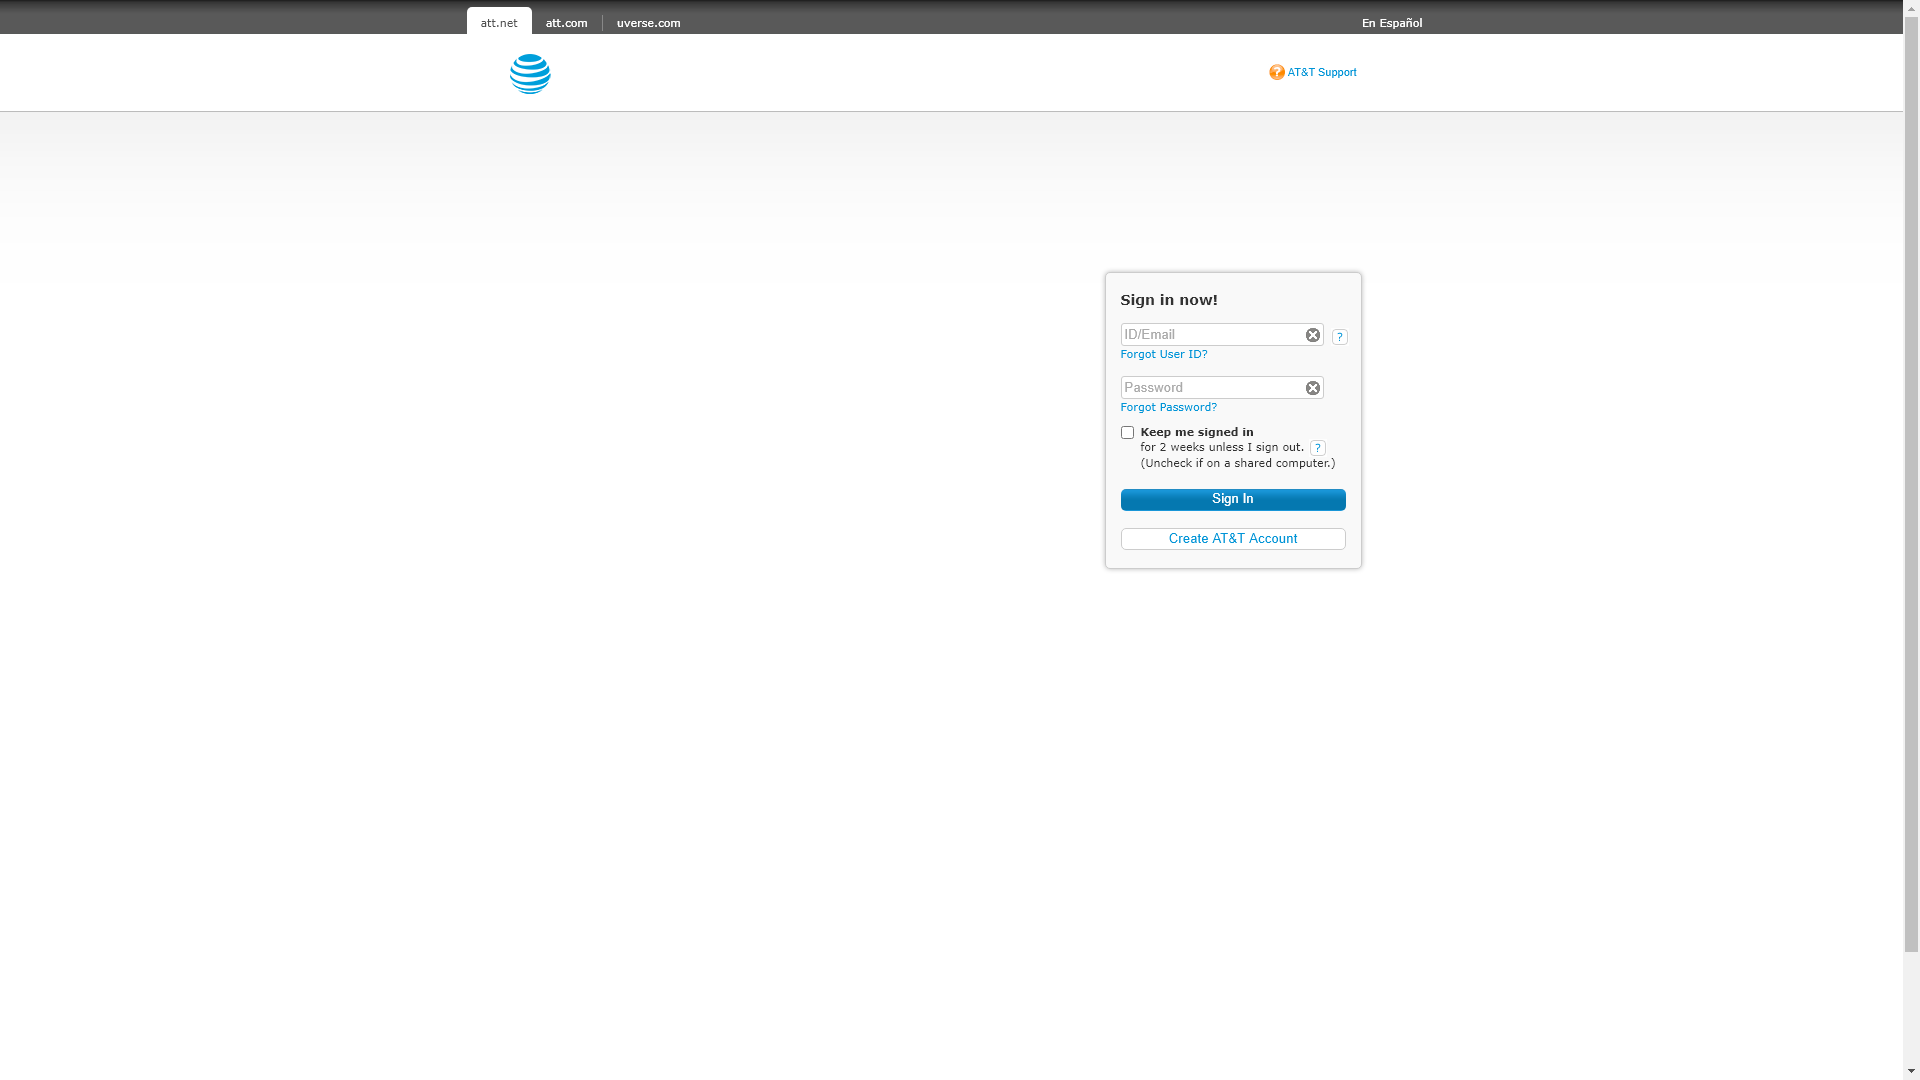 att.net
att.com
uverse.com
En Español
? AT&T Support
Sign in now!
ID/Email
?
Forgot User ID?
Password
Forgot Password?
Keep me signed in
for 2 weeks unless I sign out. ?
(Uncheck if on a shared computer.)
Sign In
Create AT&T Account